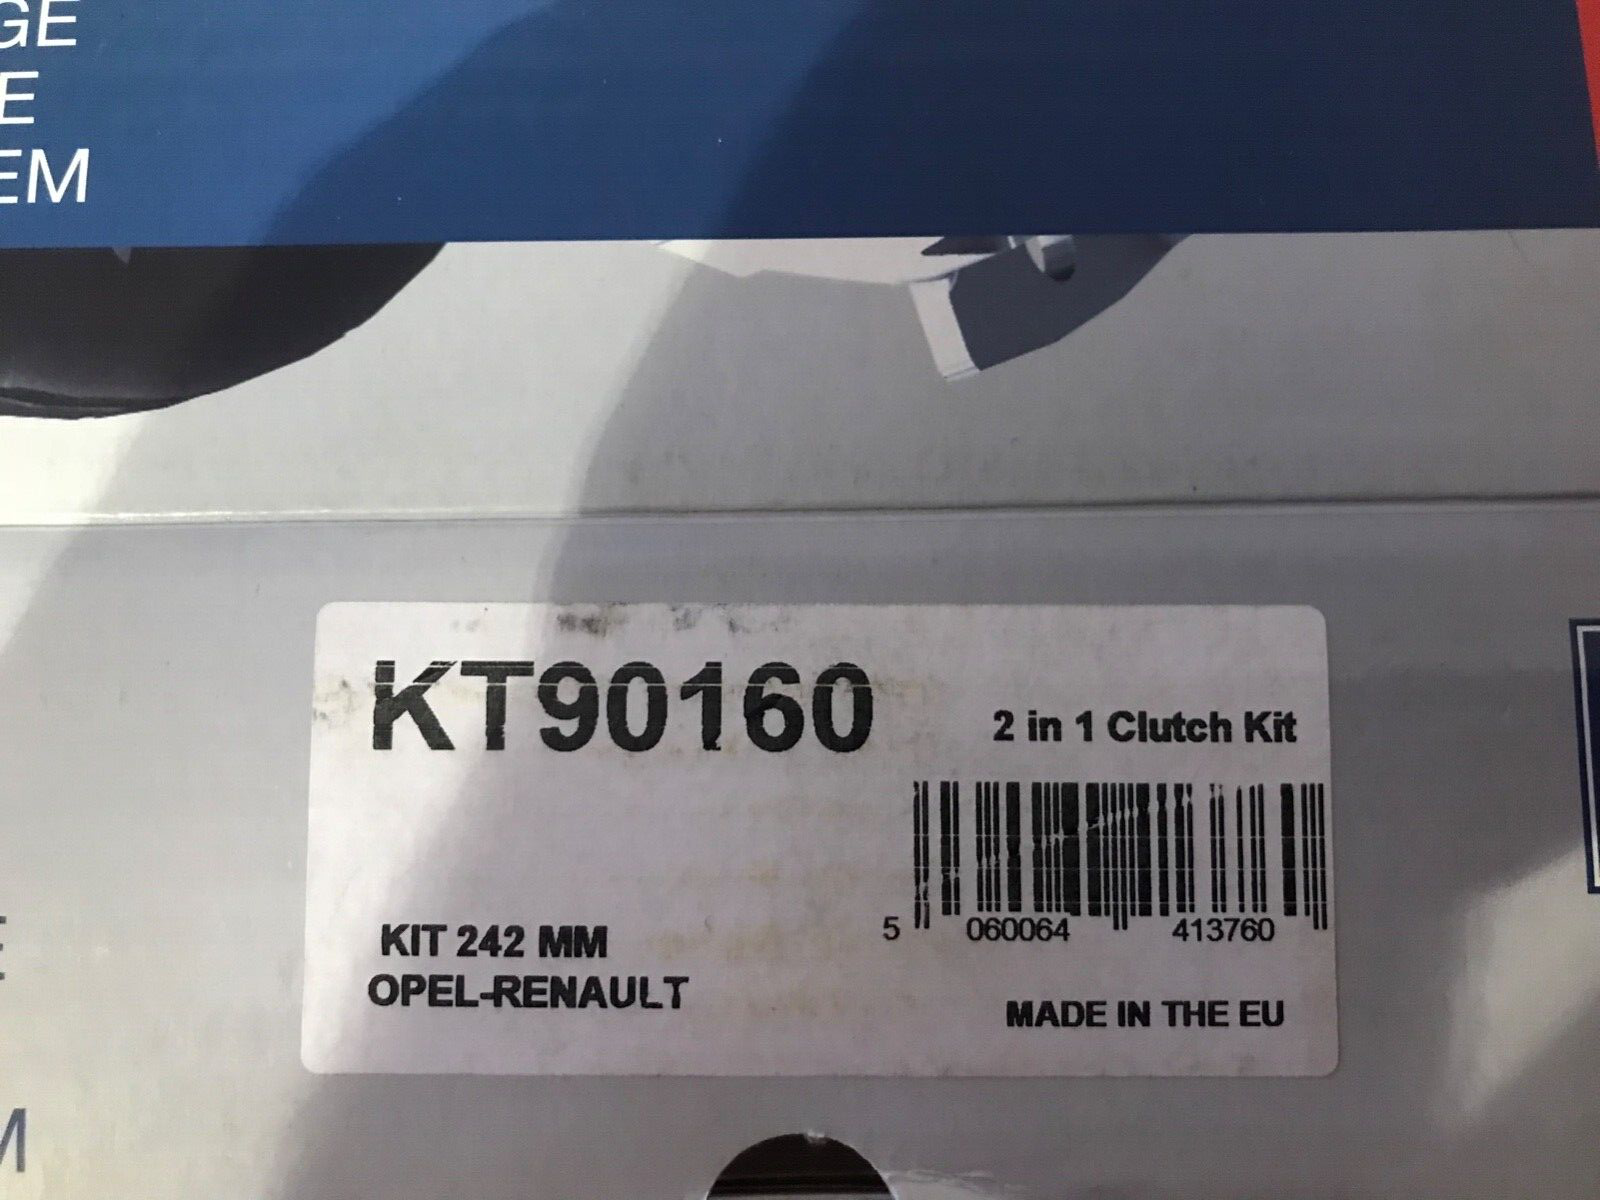 GE
E
EM
KT90160
2 in 1 Clutch Kit
5 060064 413760
KIT 242 MM
OPEL-RENAULT
MADE IN THE EU
E
M